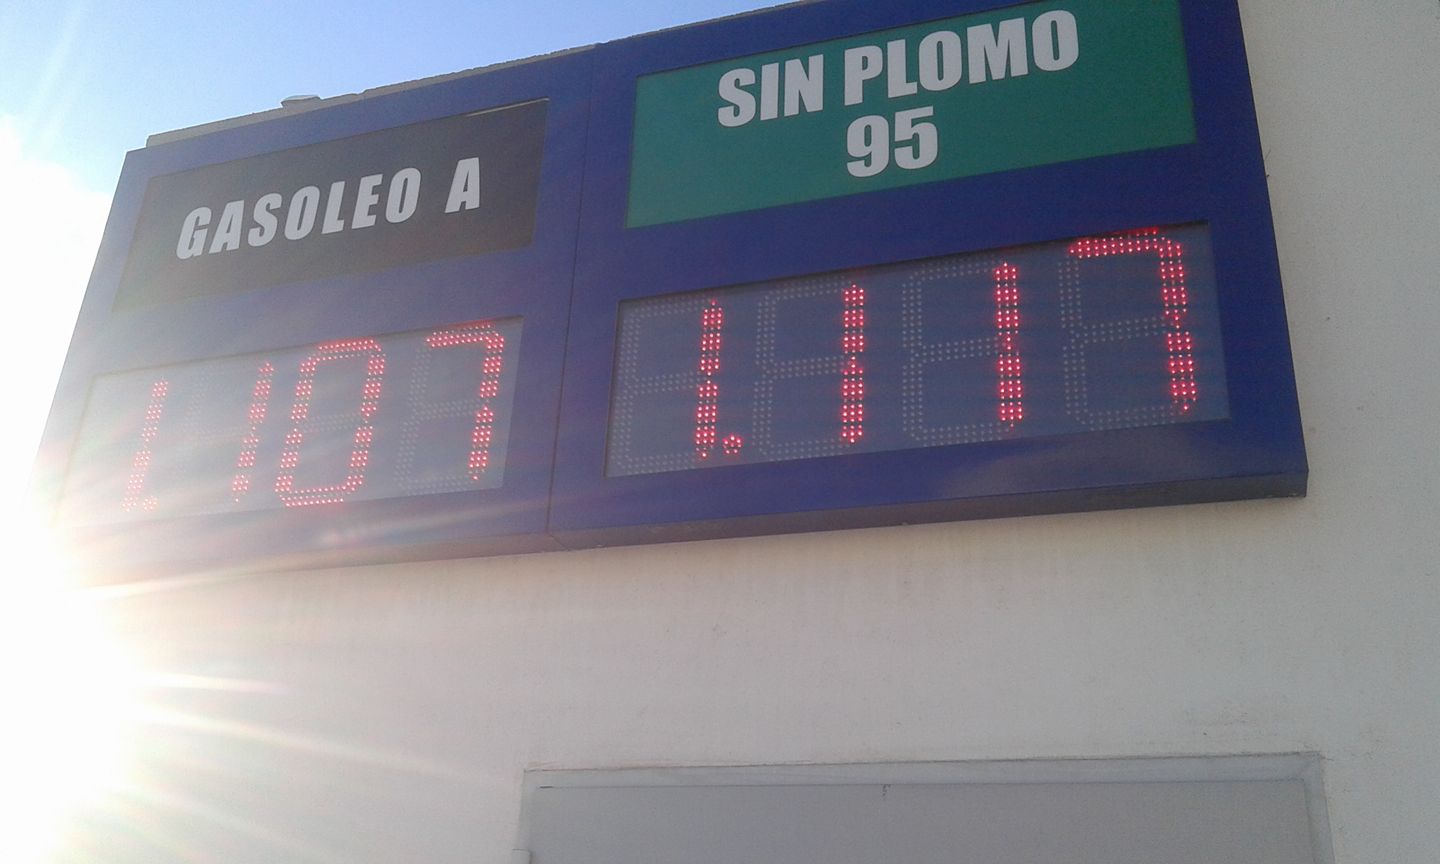 GASOLEO A
1.107
SIN PLOMO
95
1.117